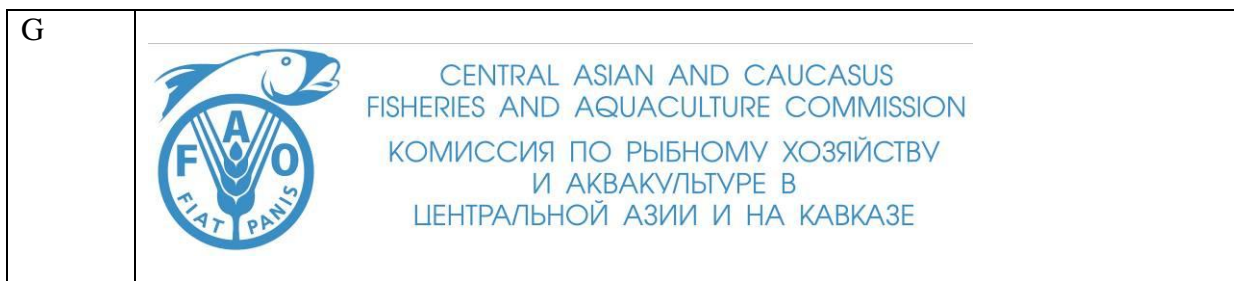 G
CENTRAL ASIAN AND CAUCASUS
FISHERIES AND AQUACULTURE COMMISSION
КОМИССИЯ ПО РЫБНОМУ ХОЗЯЙСТВУ
И АКВАКУЛЬТУРЕ В
ЦЕНТРАЛЬНОЙ АЗИИ И НА КАВКАЗЕ
F A O
FIAT PANIS